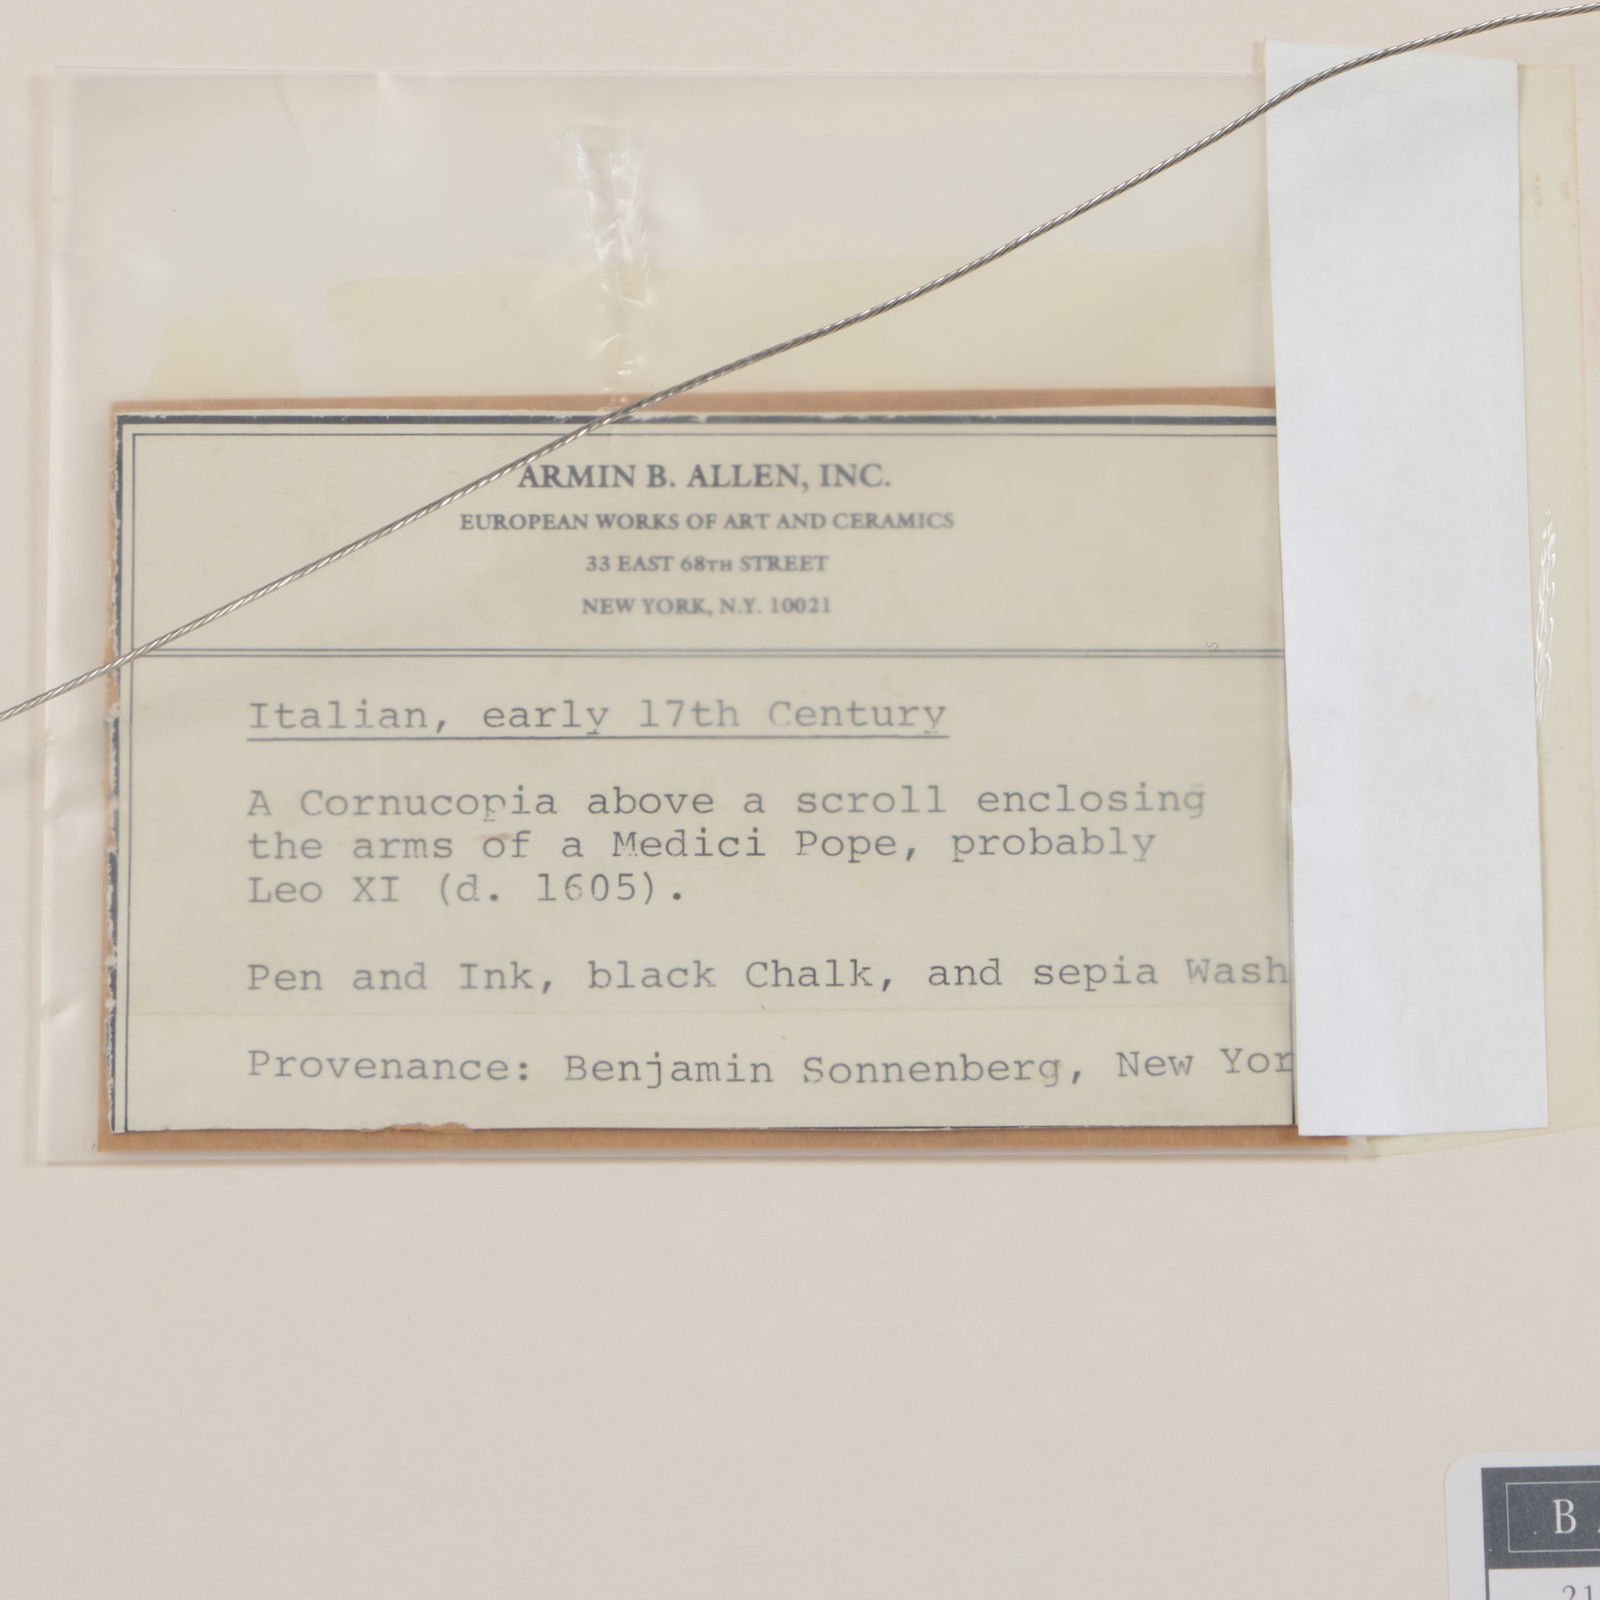 ARMIN B. ALLEN, INC.
EUROPEAN WORKS OF ART AND CERAMICS
33 EAST 68TH STREET
NEW YORK, N.Y. 10021
Italian, early 17th Century
A Cornucopia above a scroll enclosing
the arms of a Medici Pope, probably
Leo XI (d. 1605).
Pen and Ink, black Chalk, and sepia Wash
Provenance: Benjamin Sonnenberg, New Yor
B
21